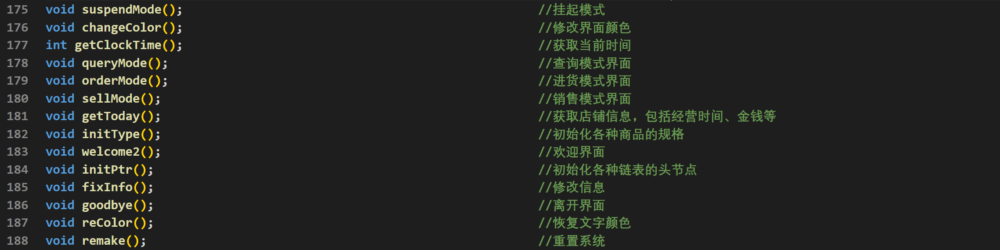 175 void suspendMode(); //挂起模式
176 void changeColor(); //修改界面颜色
177 int getClockTime(); //获取当前时间
178 void queryMode(); //查询模式界面
179 void orderMode(); //进货模式界面
180 void sellMode(); //销售模式界面
181 void getToday(); //获取店铺信息，包括经营时间、金钱等
182 void initType(); //初始化各种商品的规格
183 void welcome2(); //欢迎界面
184 void initPtr(); //初始化各种链表的头节点
185 void fixInfo(); //修改信息
186 void goodbye(); //离开界面
187 void reColor(); //恢复文字颜色
188 void remake(); //重置系统